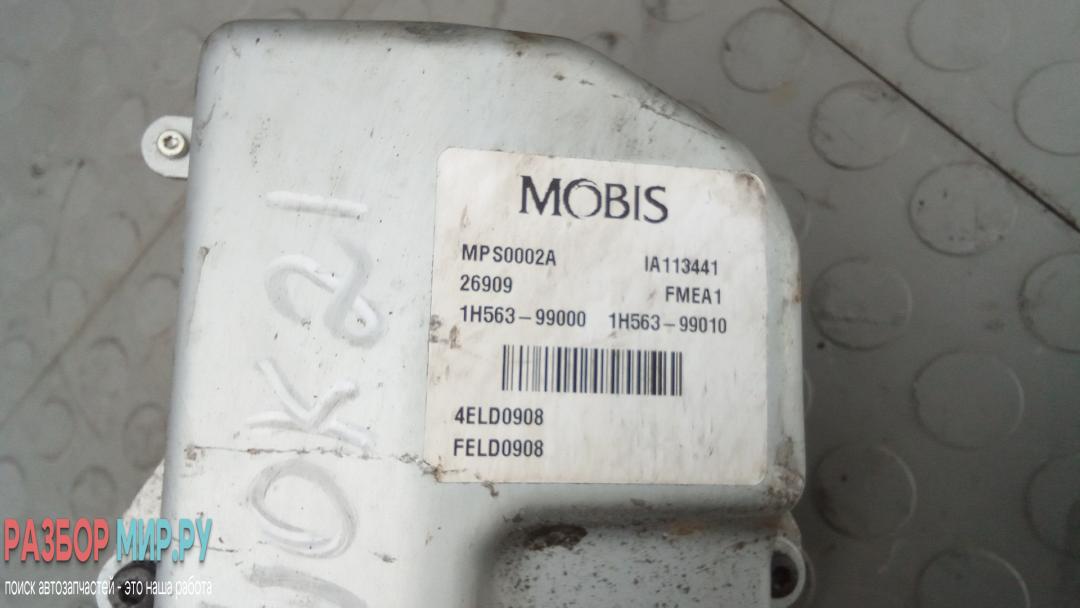 MOBIS
MPS0002A IA113441
26909 FMEA1
1H563-99000 1H563-99010
4ELD0908
FELD0908
РАЗБОР МИР.РУ
поиск автозапчастей - это наша работа